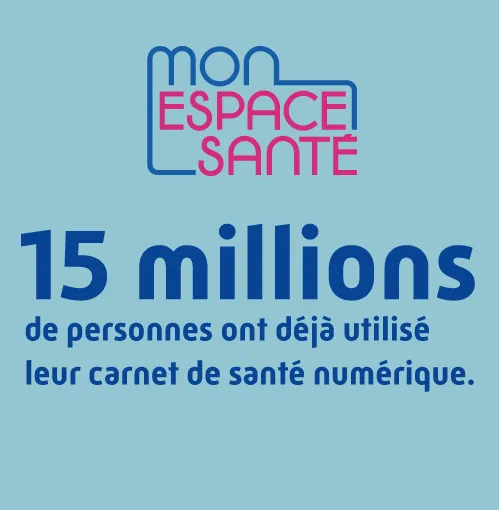 mon
ESPACE
SANTÉ
15 millions
de personnes ont déjà utilisé
leur carnet de santé numérique.